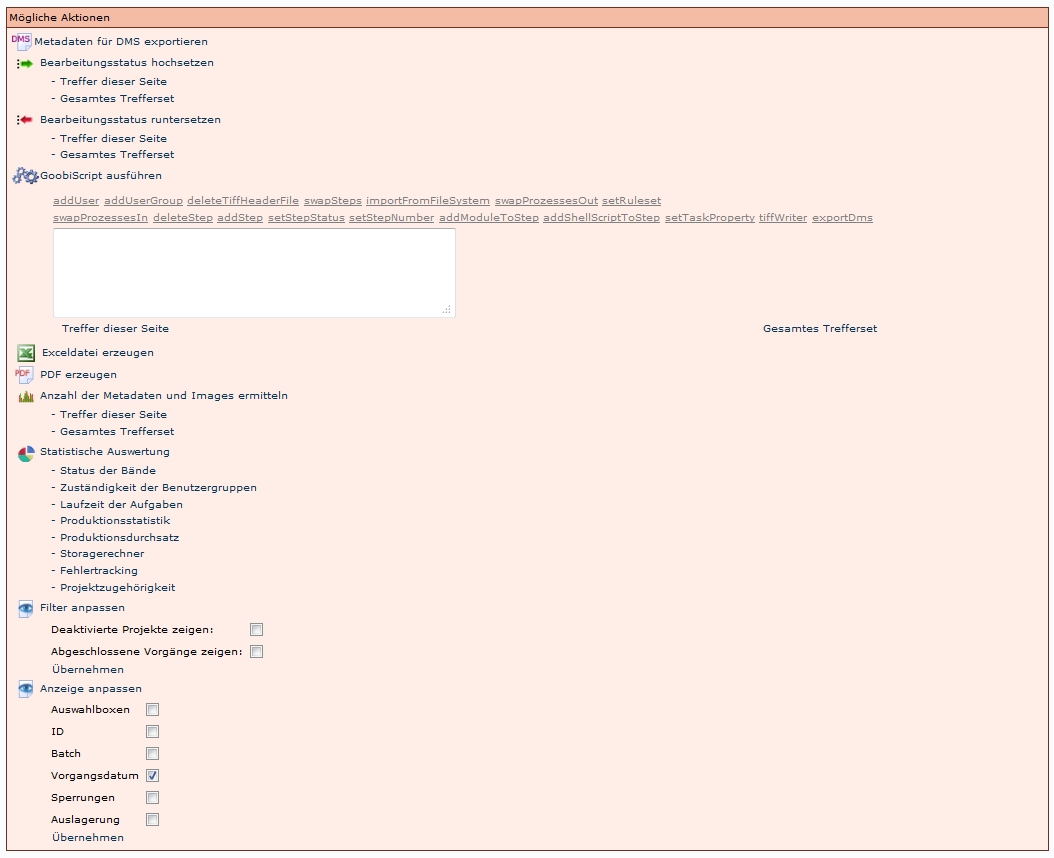 Mögliche Aktionen
DMS Metadaten für DMS exportieren
Bearbeitungsstatus hochsetzen
- Treffer dieser Seite
- Gesamtes Trefferset
Bearbeitungsstatus runtersetzen
- Treffer dieser Seite
- Gesamtes Trefferset
GoobiScript ausführen
addUser addUserGroup deleteTiffHeaderFile swapSteps importFromFileSystem swapProzessesOut setRuleset
swapProzessesIn deleteStep addStep setStepStatus setStepNumber addModuleToStep addShellScriptToStep setTaskProperty tiffWriter exportDms
Treffer dieser Seite Gesamtes Trefferset
Exceldatei erzeugen
PDF PDF erzeugen
Anzahl der Metadaten und Images ermitteln
- Treffer dieser Seite
- Gesamtes Trefferset
Statistische Auswertung
- Status der Bände
- Zuständigkeit der Benutzergruppen
- Laufzeit der Aufgaben
- Produktionsstatistik
- Produktionsdurchsatz
- Storagerechner
- Fehlertracking
- Projektzugehörigkeit
Filter anpassen
Deaktivierte Projekte zeigen:
Abgeschlossene Vorgänge zeigen:
Übernehmen
Anzeige anpassen
Auswahlboxen
ID
Batch
Vorgangsdatum
Sperrungen
Auslagerung
Übernehmen